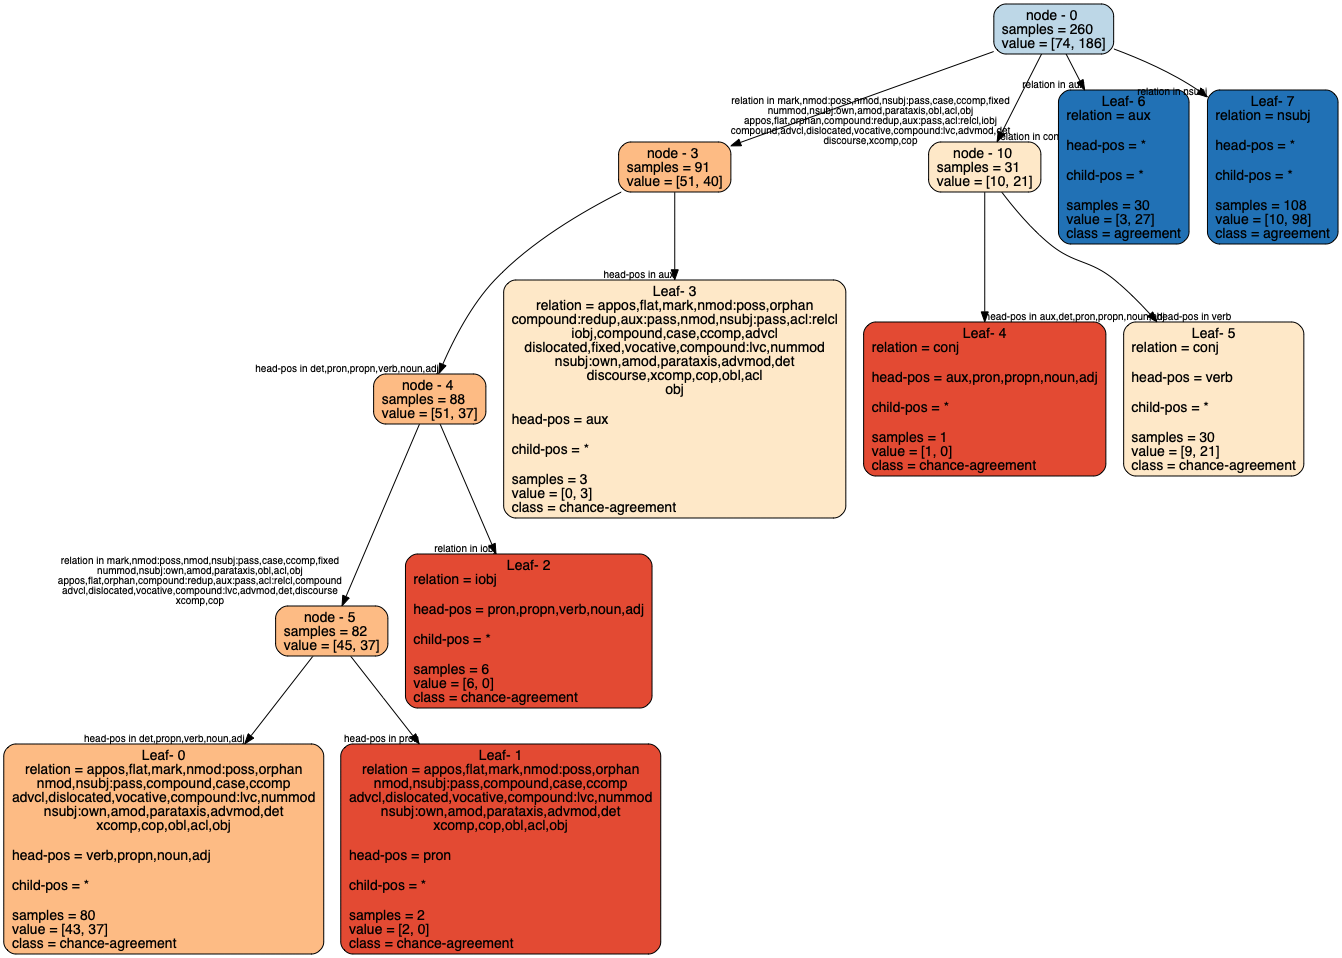 node - 0
samples = 260
value = [74, 186]
relation in mark,nmod:poss,nmod,nsubj:pass,case,ccomp,fixed
nummod,nsubj:own,amod,parataxis,obl,acl,obj
appos,flat,orphan,compound:redup,aux:pass,acl:relcl,iobj
compound,advcl,dislocated,vocative,compound:lvc,advmod,det
discourse,xcomp,cop
relation in con
relation in au
relation in nsubj
node - 3
samples = 91
value = [51, 40]
node - 10
samples = 31
value = [10, 21]
Leaf- 6
relation = aux
head-pos = *
child-pos = *
samples = 30
value = [3, 27]
class = agreement
Leaf- 7
relation = nsubj
head-pos = *
child-pos = *
samples = 108
value = [10, 98]
class = agreement
head-pos in det,pron,propn,verb,noun,adj
head-pos in aux
head-pos in aux,det,pron,propn,noun,adj
head-pos in verb
node - 4
samples = 88
value = [51, 37]
Leaf- 3
relation = appos,flat,mark,nmod:poss,orphan
compound:redup,aux:pass,nmod,nsubj:pass,acl:relcl
iobj,compound,case,ccomp,advcl
dislocated,fixed,vocative,compound:lvc,nummod
nsubj:own,amod,parataxis,advmod,det
discourse,xcomp,cop,obl,acl
obj
head-pos = aux
child-pos = *
samples = 3
value = [0, 3]
class = chance-agreement
Leaf- 4
relation = conj
head-pos = aux,pron,propn,noun,adj
child-pos = *
samples = 1
value = [1, 0]
class = chance-agreement
Leaf- 5
relation = conj
head-pos = verb
child-pos = *
samples = 30
value = [9, 21]
class = chance-agreement
relation in mark,nmod:poss,nmod,nsubj:pass,case,ccomp,fixed
nummod,nsubj:own,amod,parataxis,obl,acl,obj
appos,flat,orphan,compound:redup,aux:pass,acl:relcl,compound
advcl,dislocated,vocative,compound:lvc,advmod,det,discourse
xcomp,cop
relation in iobj
node - 5
samples = 82
value = [45, 37]
Leaf- 2
relation = iobj
head-pos = pron,propn,verb,noun,adj
child-pos = *
samples = 6
value = [6, 0]
class = chance-agreement
head-pos in det,propn,verb,noun,adj
head-pos in pron
Leaf- 0
relation = appos,flat,mark,nmod:poss,orphan
nmod,nsubj:pass,compound,case,ccomp
advcl,dislocated,vocative,compound:lvc,nummod
nsubj:own,amod,parataxis,advmod,det
xcomp,cop,obl,acl,obj
head-pos = verb,propn,noun,adj
child-pos = *
samples = 80
value = [43, 37]
class = chance-agreement
Leaf- 1
relation = appos,flat,mark,nmod:poss,orphan
nmod,nsubj:pass,compound,case,ccomp
advcl,dislocated,vocative,compound:lvc,nummod
nsubj:own,amod,parataxis,advmod,det
xcomp,cop,obl,acl,obj
head-pos = pron
child-pos = *
samples = 2
value = [2, 0]
class = chance-agreement